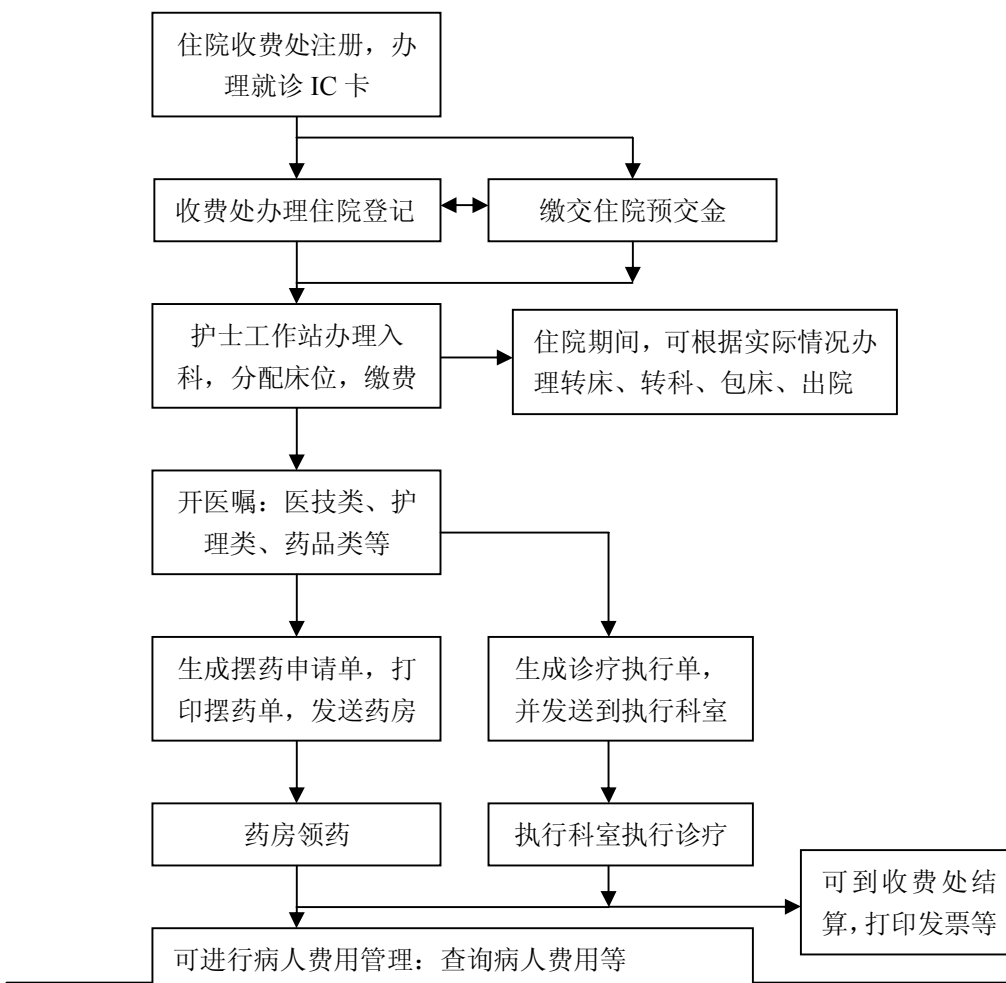 住院收费处注册，办
理就诊 IC 卡
收费处办理住院登记
缴交住院预交金
护士工作站办理入
科，分配床位，缴费
住院期间，可根据实际情况办
理转床、转科、包床、出院
开医嘱：医技类、护
理类、药品类等
生成摆药申请单，打
印摆药单，发送药房
生成诊疗执行单，
并发送到执行科室
药房领药
执行科室执行诊疗
可到收费处结
算，打印发票等
可进行病人费用管理：查询病人费用等